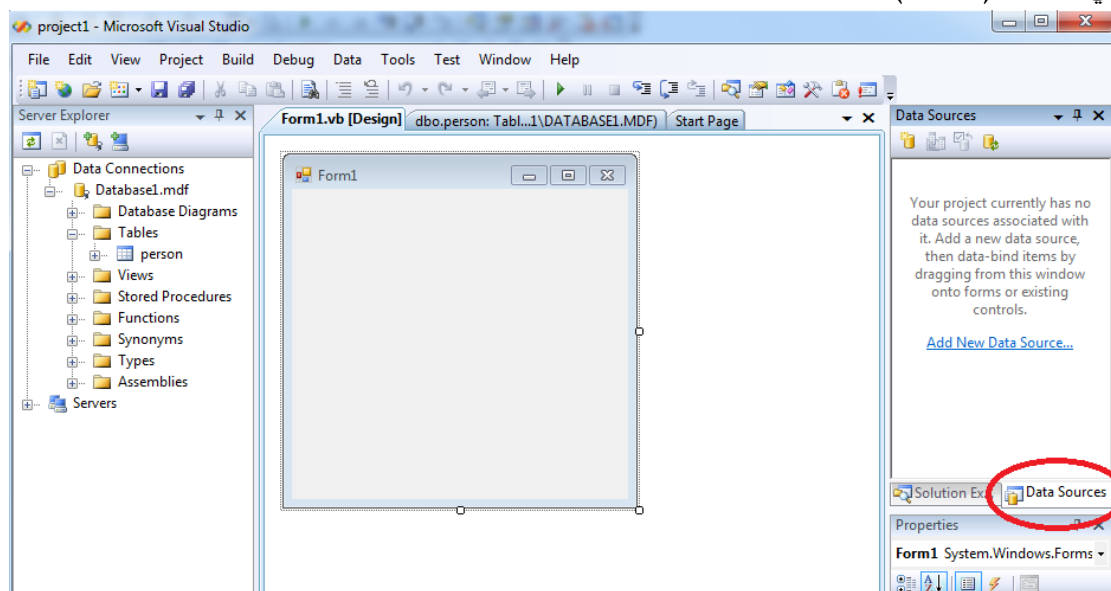 project1 - Microsoft Visual Studio
File Edit View Project Build Debug Data Tools Test Window Help
Server Explorer
Data Connections
Database1.mdf
Database Diagrams
Tables
person
Views
Stored Procedures
Functions
Synonyms
Types
Assemblies
Servers
Form1.vb [Design] dbo.person: Tabl...1\DATABASE1.MDF) Start Page
Form1
Data Sources
Your project currently has no
data sources associated with
it. Add a new data source,
then data-bind items by
dragging from this window
onto forms or existing
controls.
Add New Data Source...
Solution Ex... Data Sources
Properties
Form1 System.Windows.Forms